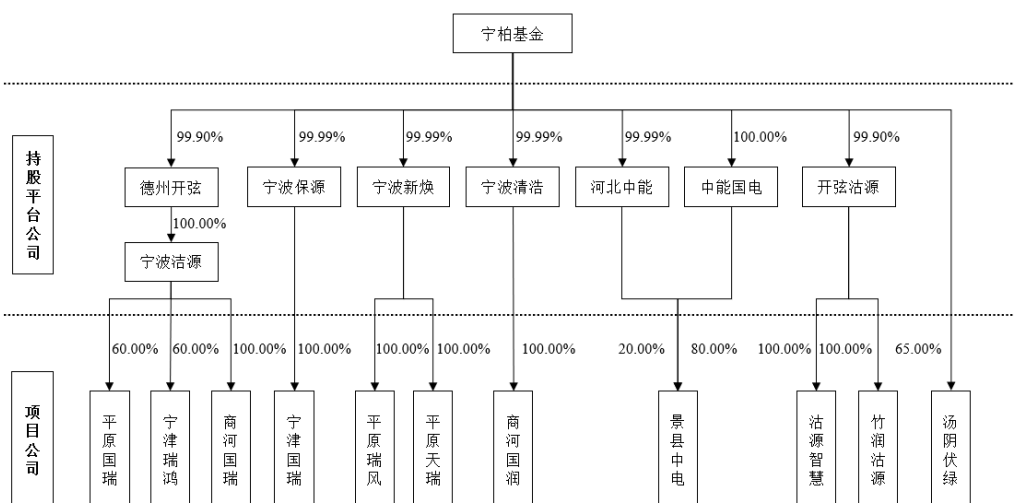 宁柏基金
持股平台公司
99.90%
99.99%
99.99%
99.99%
99.99%
100.00%
99.90%
德州开弦
宁波保源
宁波新焕
宁波清浩
河北中能
中能国电
开弦沽源
100.00%
宁波洁源
项目公司
60.00%
60.00%
100.00%
100.00%
100.00%
100.00%
100.00%
20.00%
80.00%
100.00%
100.00%
65.00%
平原国瑞
宁津瑞鸿
商河国瑞
宁津国瑞
平原瑞风
平原天瑞
商河国润
景县中电
沽源智慧
竹润沽源
汤阴伏绿